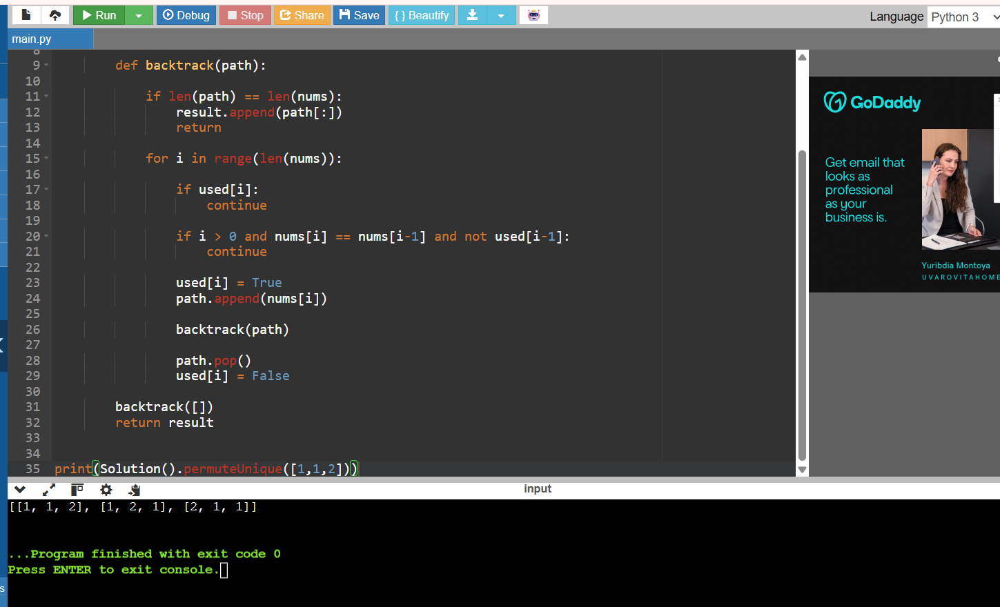 Run
Debug
Stop
Share
Save
{ } Beautify
Language Python 3
main.py
8
9 def backtrack(path):
10
11 if len(path) == len(nums):
12 result.append(path[:])
13 return
14
15 for i in range(len(nums)):
16
17 if used[i]:
18 continue
19
20 if i > 0 and nums[i] == nums[i-1] and not used[i-1]:
21 continue
22
23 used[i] = True
24 path.append(nums[i])
25
26 backtrack(path)
27
28 path.pop()
29 used[i] = False
30
31 backtrack([])
32 return result
33
34
35 print(Solution().permuteUnique([1,1,2]))
GoDaddy
Get email that
looks as
professional
as your
business is.
Yuribdia Montoya
UVAROVITAHOME
input
[[1, 1, 2], [1, 2, 1], [2, 1, 1]]
...Program finished with exit code 0
Press ENTER to exit console.
s